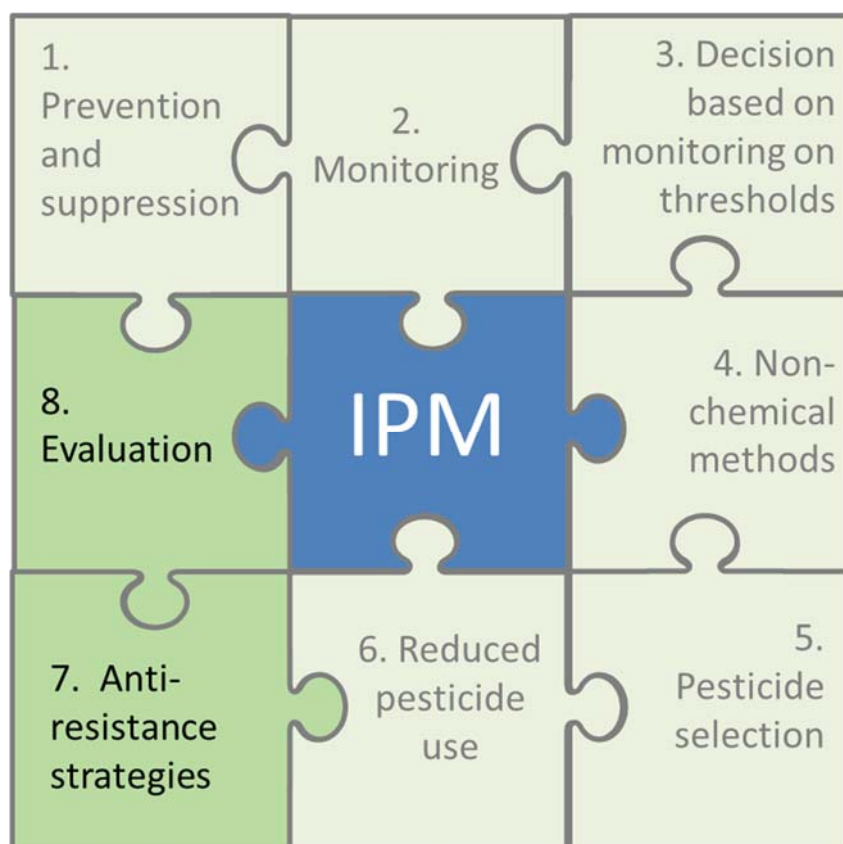 1.
Prevention
and
suppression
2.
Monitoring
3. Decision
based on
monitoring on
thresholds
8.
Evaluation
IPM
4. Non-
chemical
methods
7. Anti-
resistance
strategies
6. Reduced
pesticide
use
5.
Pesticide
selection